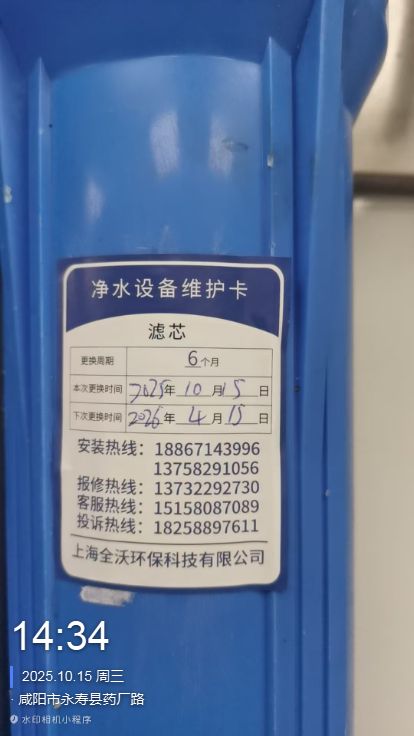 净水设备维护卡
滤芯
更换周期 6个月
本次更换时间 2025年10月15日
下次更换时间 2026年4月15日
安装热线：18867143996
13758291056
报修热线：13732292730
客服热线：15158087089
投诉热线：18258897611
上海全沃环保科技有限公司
14:34
2025.10.15 周三
· 咸阳市永寿县药厂路
水印相机小程序